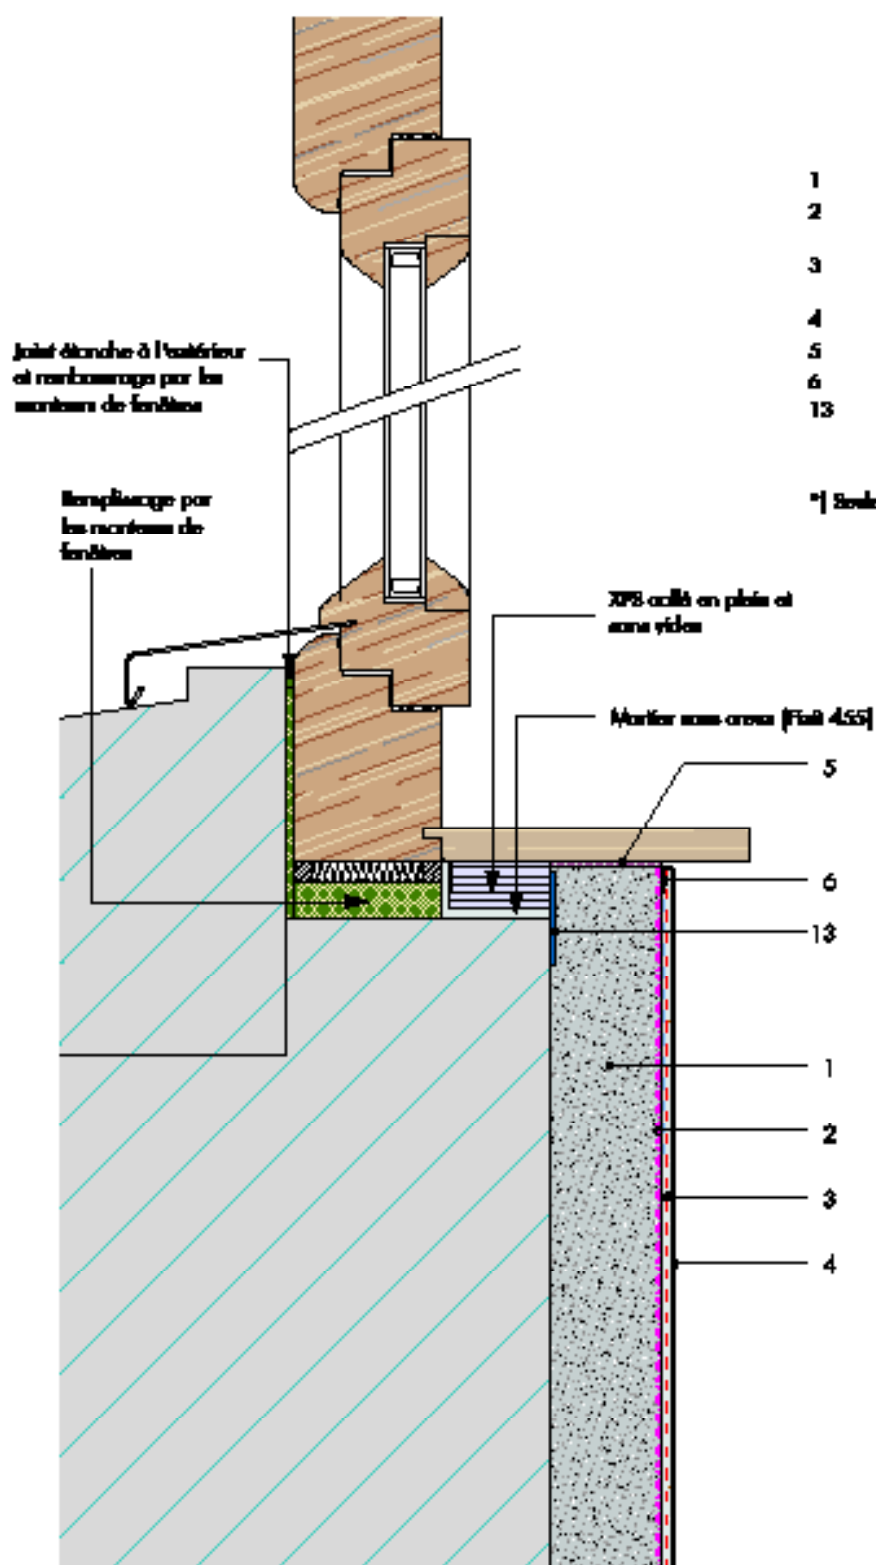 1
2
3
4
5
6
13
Joint étanche à l'extérieur
et rembourrage par les
monteurs de fenêtres
Remplissage par
les monteurs de
fenêtres
XPS collé en plein et
sans vides
Mortier sans creux (Fixit 455)
5
6
13
1
2
3
4